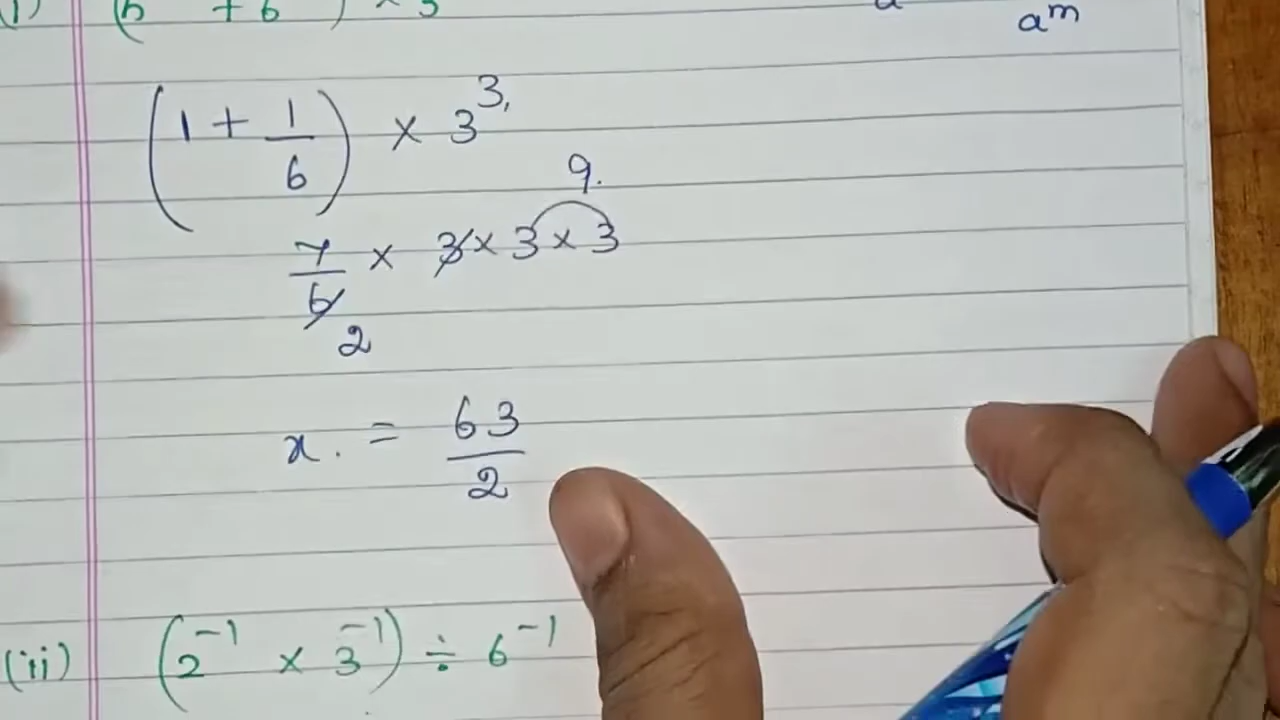 a^m
(1 + 1/6) × 3^3
9.
7/6 × 3 × 3 × 3
2
x. = 63/2
(ii) (2^-1 × 3^-1) ÷ 6^-1